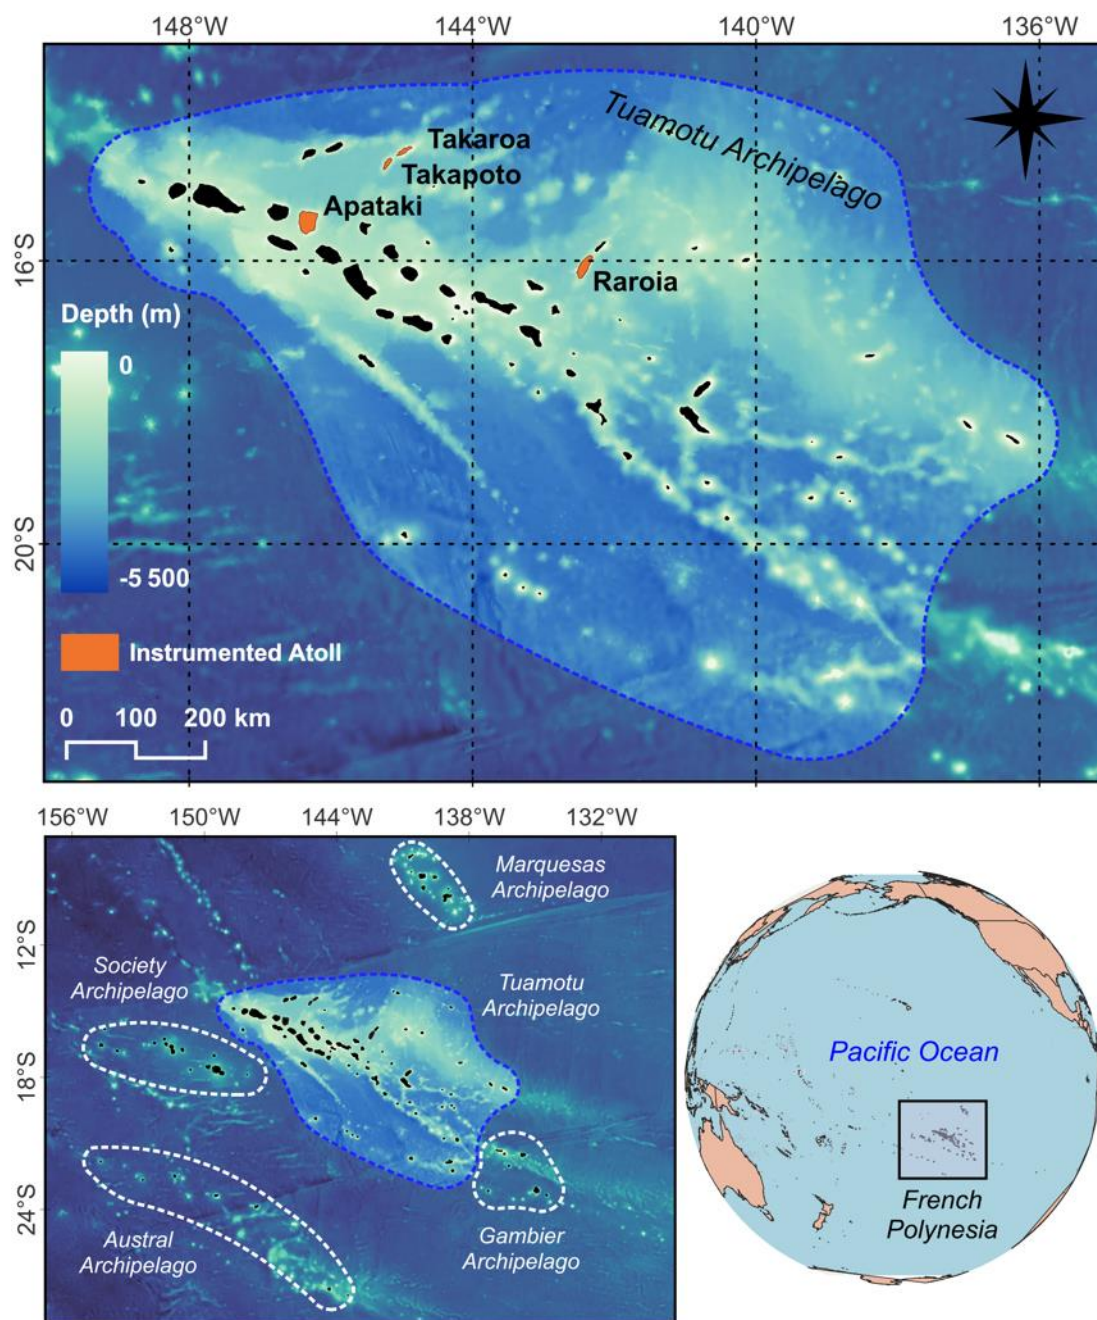 148°W
144°W
140°W
136°W
Tuamotu Archipelago
Takaroa
Takapoto
Apataki
16°S
Raroia
Depth (m)
0
-5 500
20°S
Instrumented Atoll
0 100 200 km
156°W
150°W
144°W
138°W
132°W
Marquesas
Archipelago
12°S
Society
Archipelago
Tuamotu
Archipelago
18°S
24°S
Austral
Archipelago
Gambier
Archipelago
Pacific Ocean
French
Polynesia